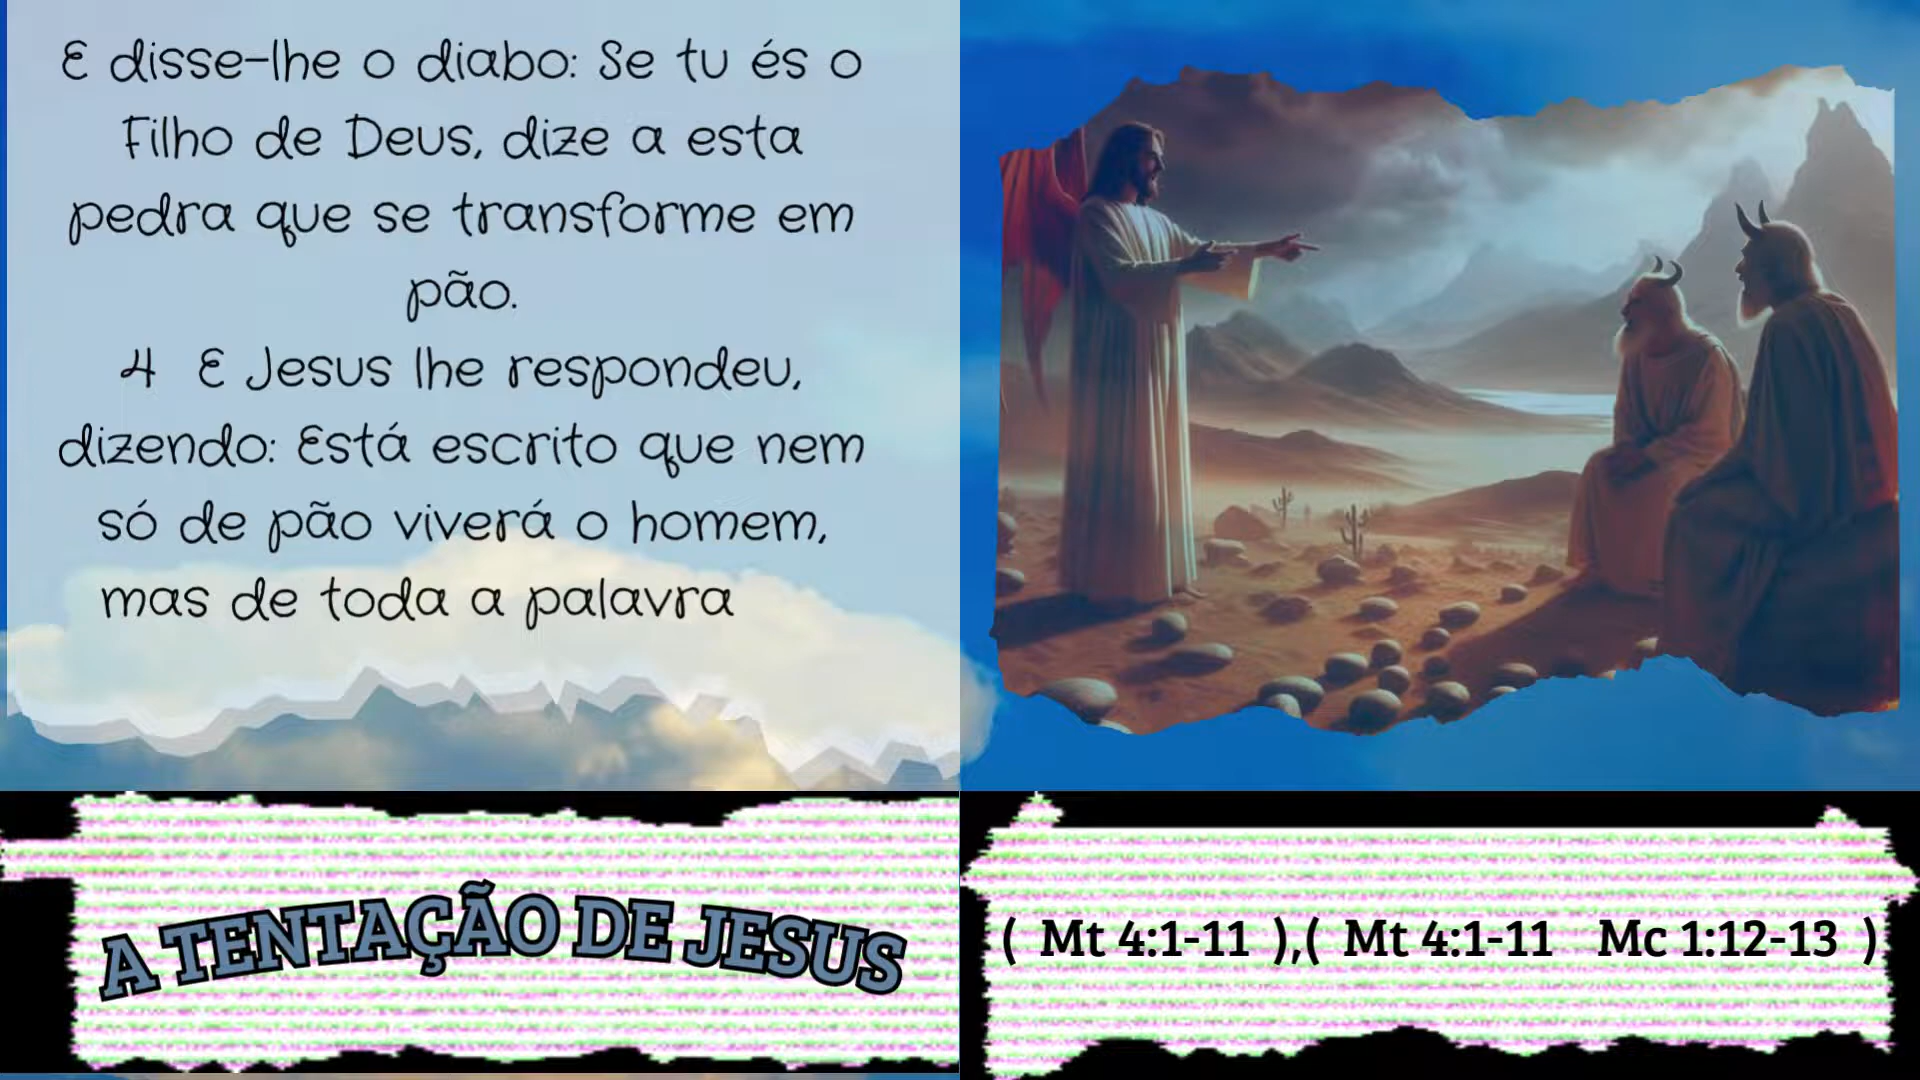 E disse-lhe o diabo: Se tu és o
Filho de Deus, dize a esta
pedra que se transforme em
pão.
4 E Jesus lhe respondeu,
dizendo: Está escrito que nem
só de pão viverá o homem,
mas de toda a palavra
A TENTAÇÃO DE JESUS
( Mt 4:1-11 ),( Mt 4:1-11 Mc 1:12-13 )